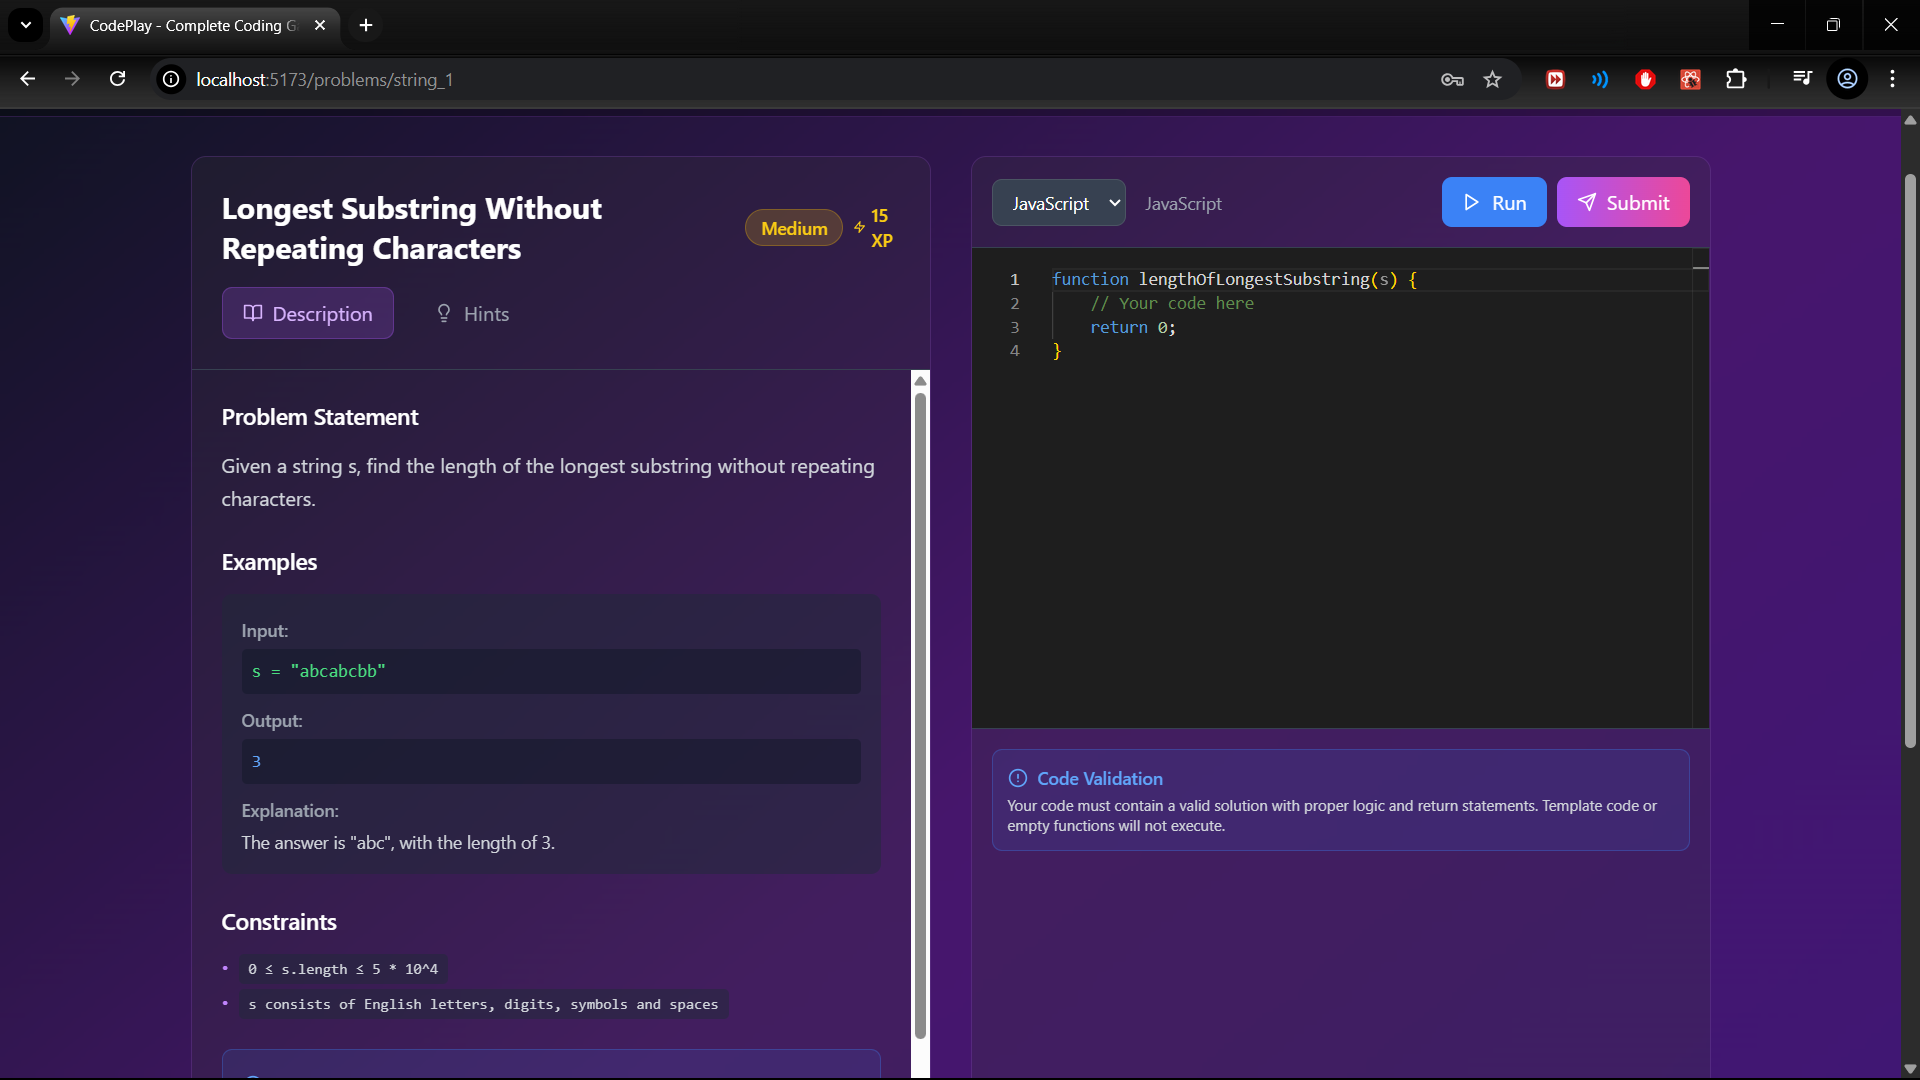 CodePlay - Complete Coding G
localhost:5173/problems/string_1
Longest Substring Without
Repeating Characters
Medium
15
XP
Description
Hints
Problem Statement
Given a string s, find the length of the longest substring without repeating
characters.
Examples
Input:
s = "abcabcbb"
Output:
3
Explanation:
The answer is "abc", with the length of 3.
Constraints
• 0 ≤ s.length ≤ 5 * 10^4
• s consists of English letters, digits, symbols and spaces
JavaScript
JavaScript
Run
Submit
1 function lengthOfLongestSubstring(s) {
2 // Your code here
3 return 0;
4 }
Code Validation
Your code must contain a valid solution with proper logic and return statements. Template code or
empty functions will not execute.